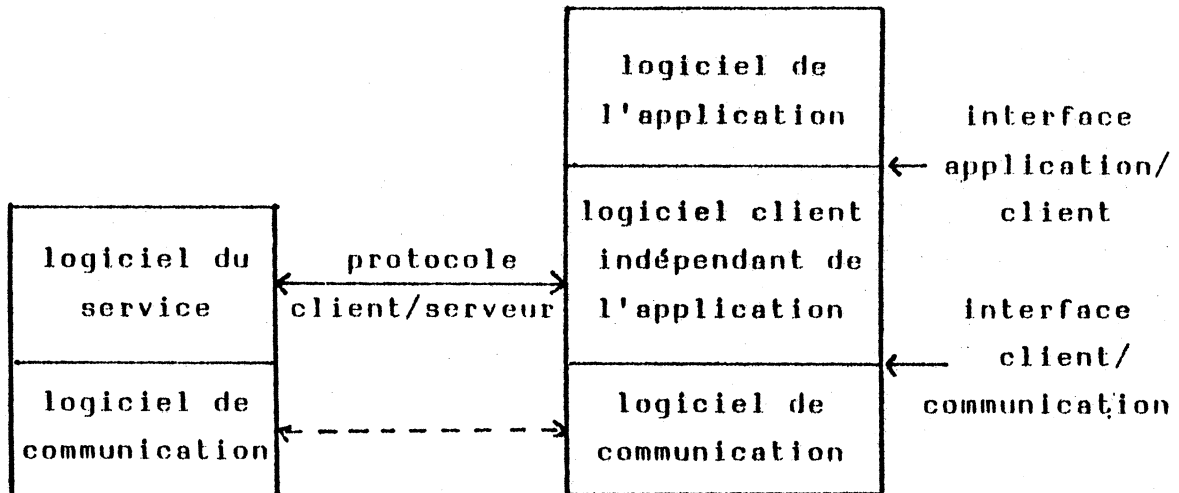 logiciel de
l'application
interface
application/
client
logiciel client
indépendant de
l'application
logiciel du
service
protocole
client/serveur
interface
client/
communication
logiciel de
communication
logiciel de
communication